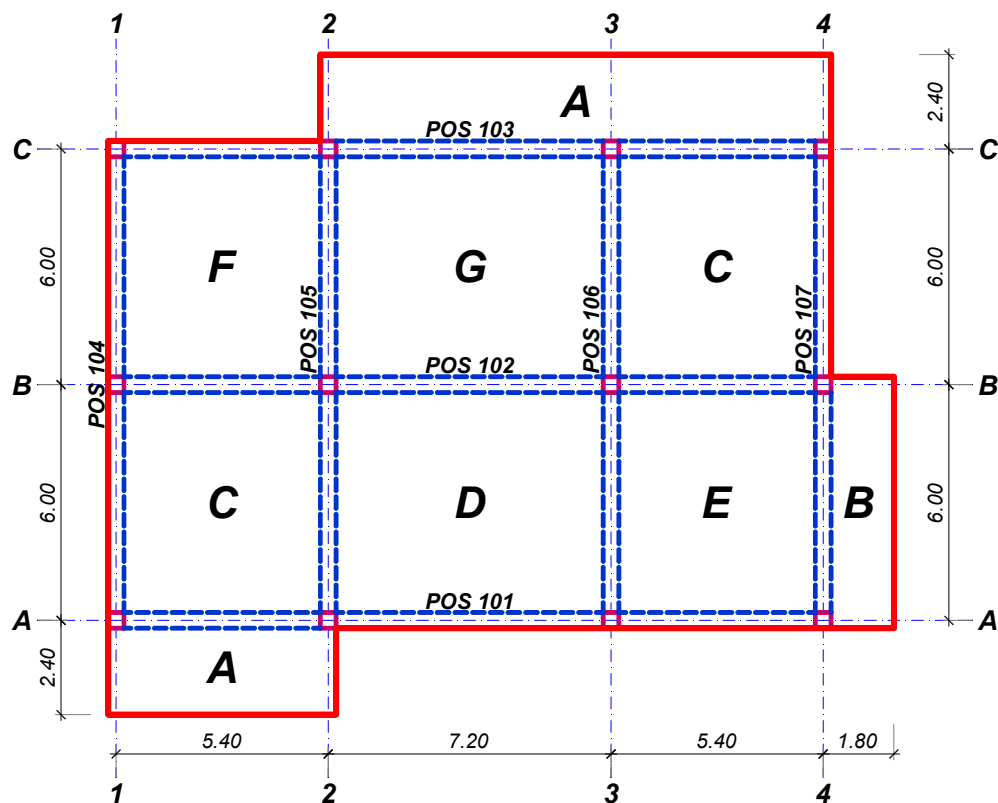 1 2 3 4
A
2.40
POS 103
C C
6.00 F G C 6.00
POS 104 POS 105 POS 106 POS 107
POS 102
B B
6.00 C D E B 6.00
POS 101
A A
2.40 A
5.40 7.20 5.40 1.80
1 2 3 4